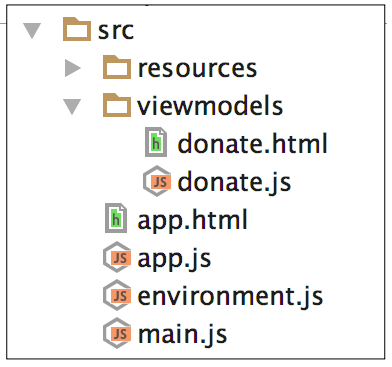 src
resources
viewmodels
donate.html
donate.js
app.html
app.js
environment.js
main.js